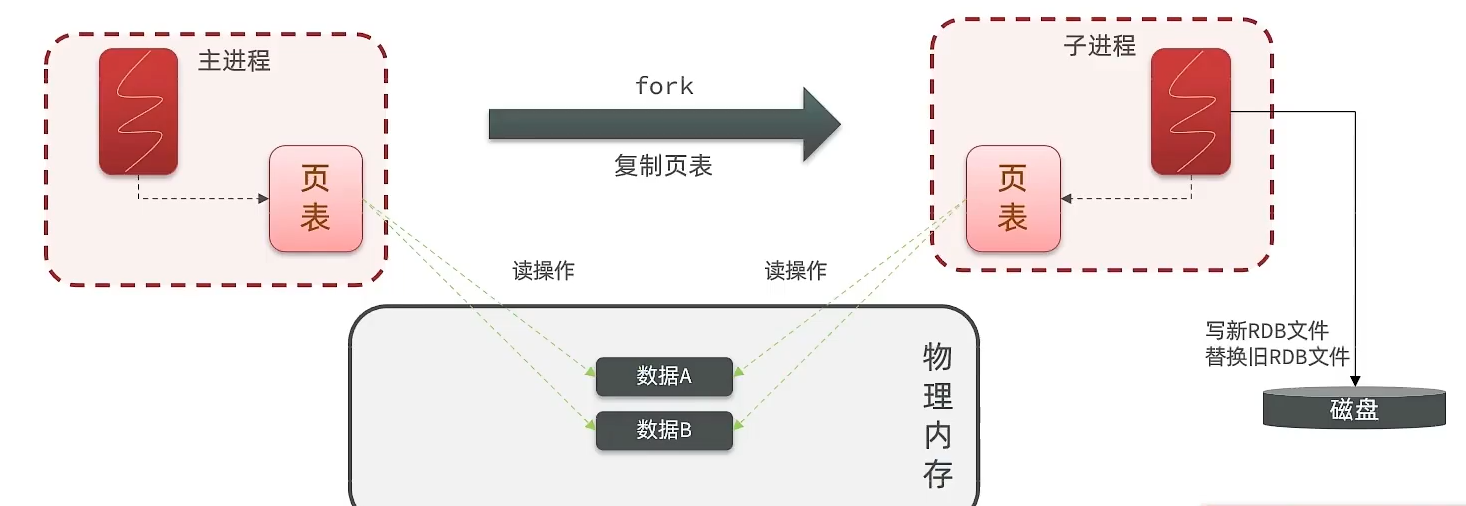 主进程
子进程
fork
复制页表
页
表
页
表
读操作
读操作
写新RDB文件
替换旧RDB文件
物
理
内
存
数据A
数据B
磁盘